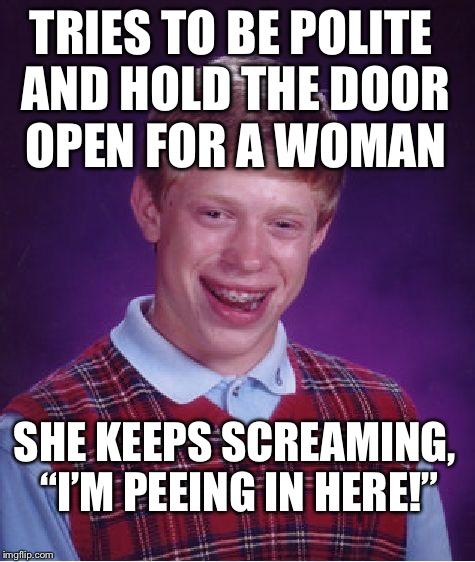 TRIES TO BE POLITE
AND HOLD THE DOOR
OPEN FOR A WOMAN
SHE KEEPS SCREAMING,
“I’M PEEING IN HERE!”
imgflip.com